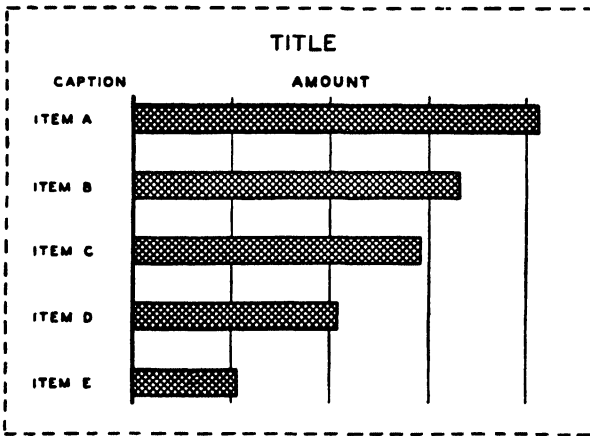 TITLE
CAPTION AMOUNT
ITEM A
ITEM B
ITEM C
ITEM D
ITEM E